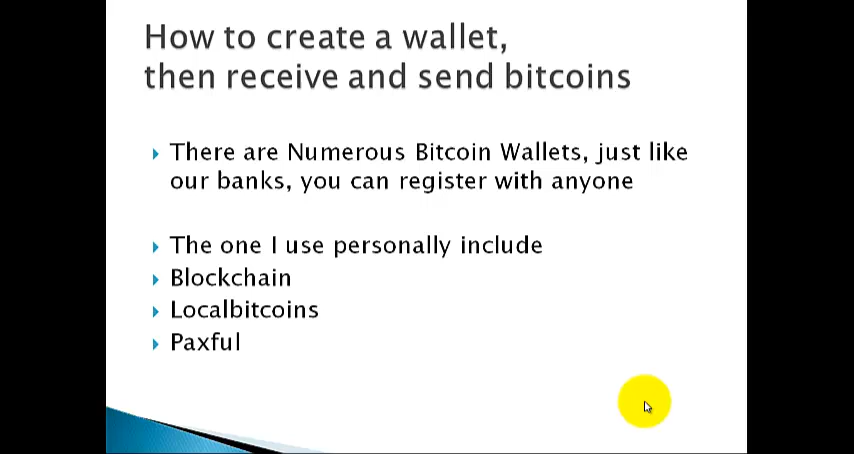 How to create a wallet,
then receive and send bitcoins
There are Numerous Bitcoin Wallets, just like
our banks, you can register with anyone
The one I use personally include
Blockchain
Localbitcoins
Paxful